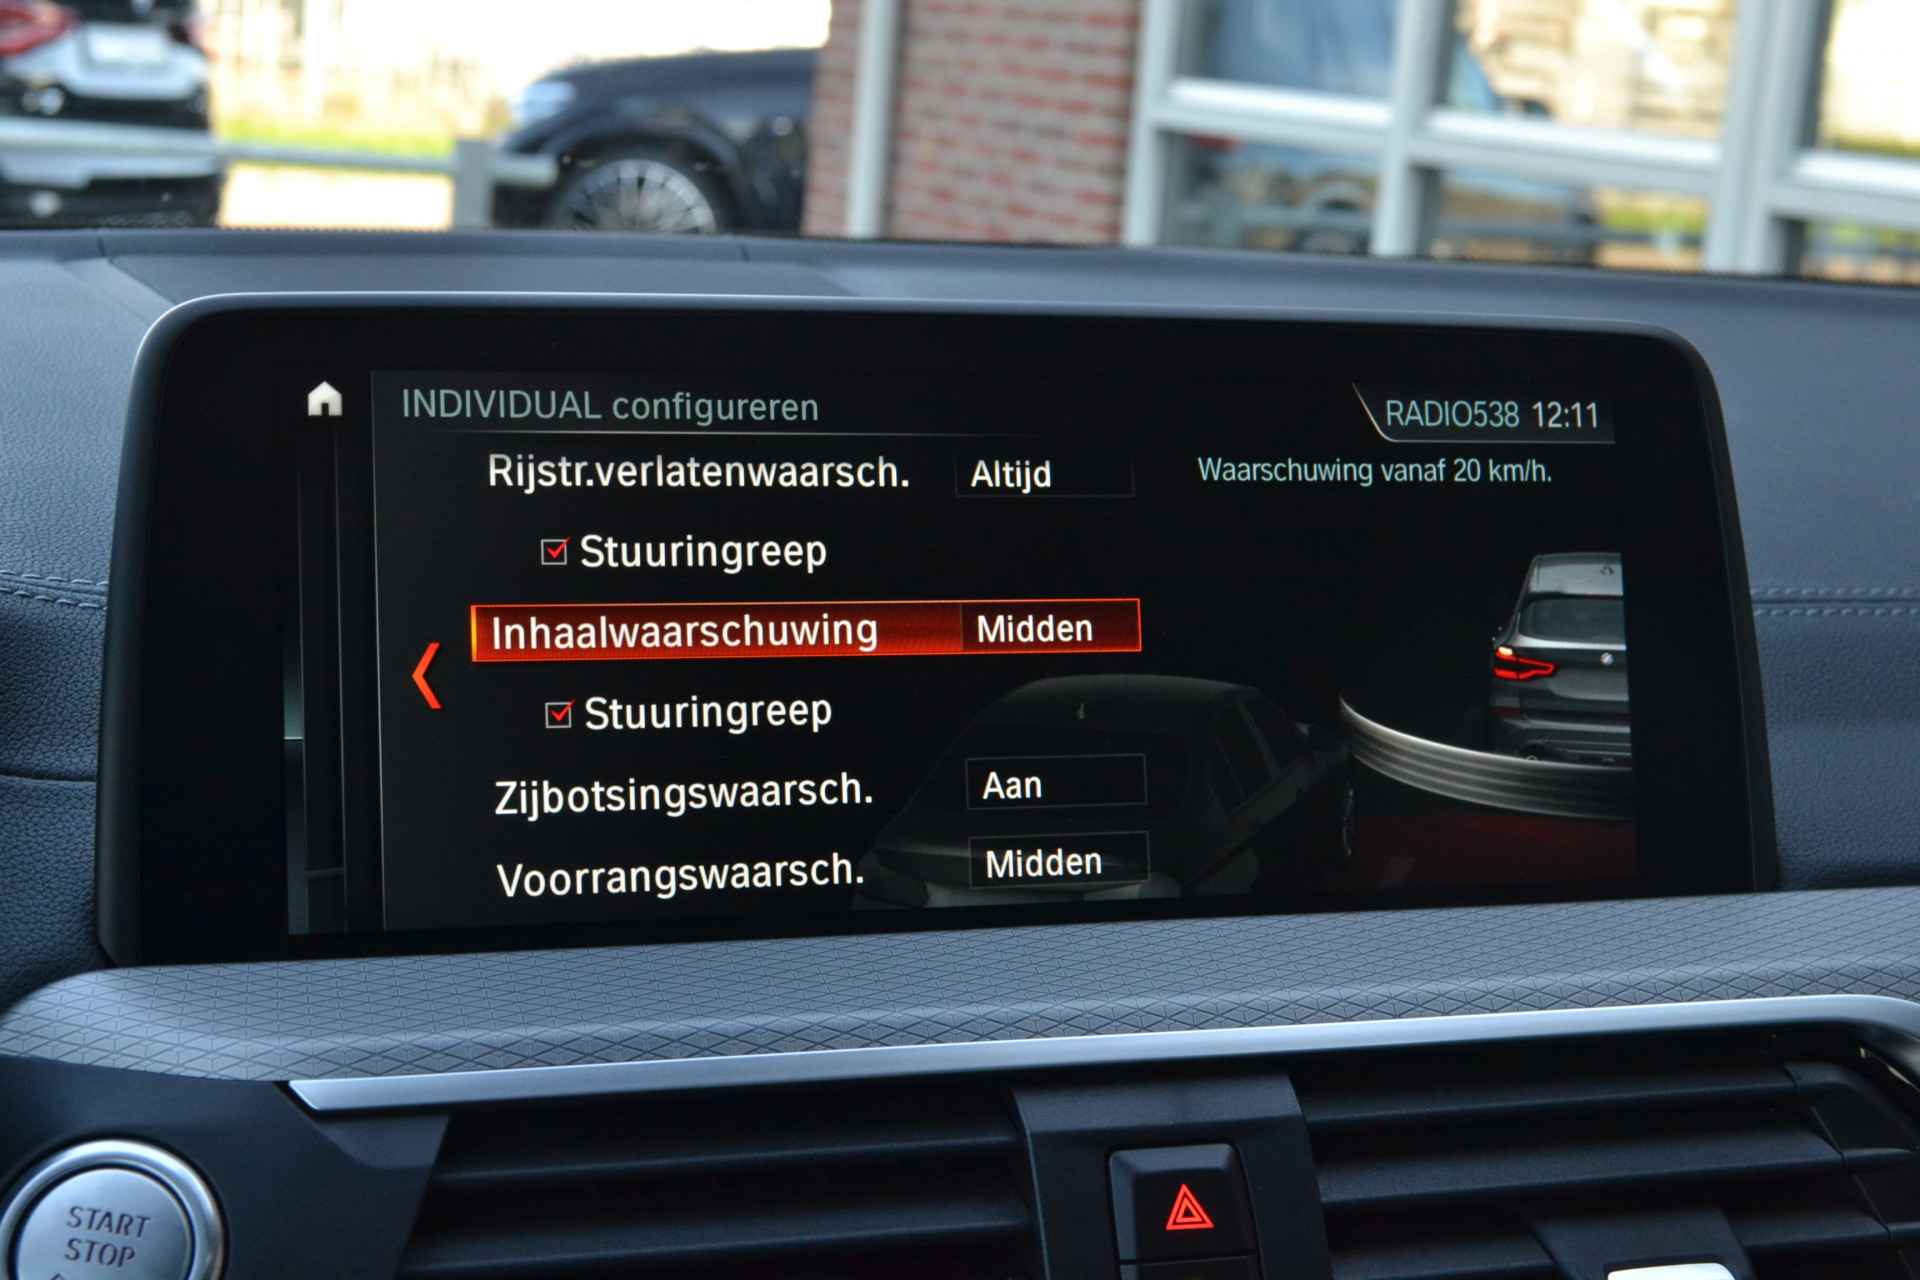 INDIVIDUAL configureren
RADIO538 12:11
Rijstr.verlatenwaarsch. Altijd
Waarschuwing vanaf 20 km/h.
Stuuringreep
Inhaalwaarschuwing Midden
Stuuringreep
Zijbotsingswaarsch. Aan
Voorrangswaarsch. Midden
START
STOP